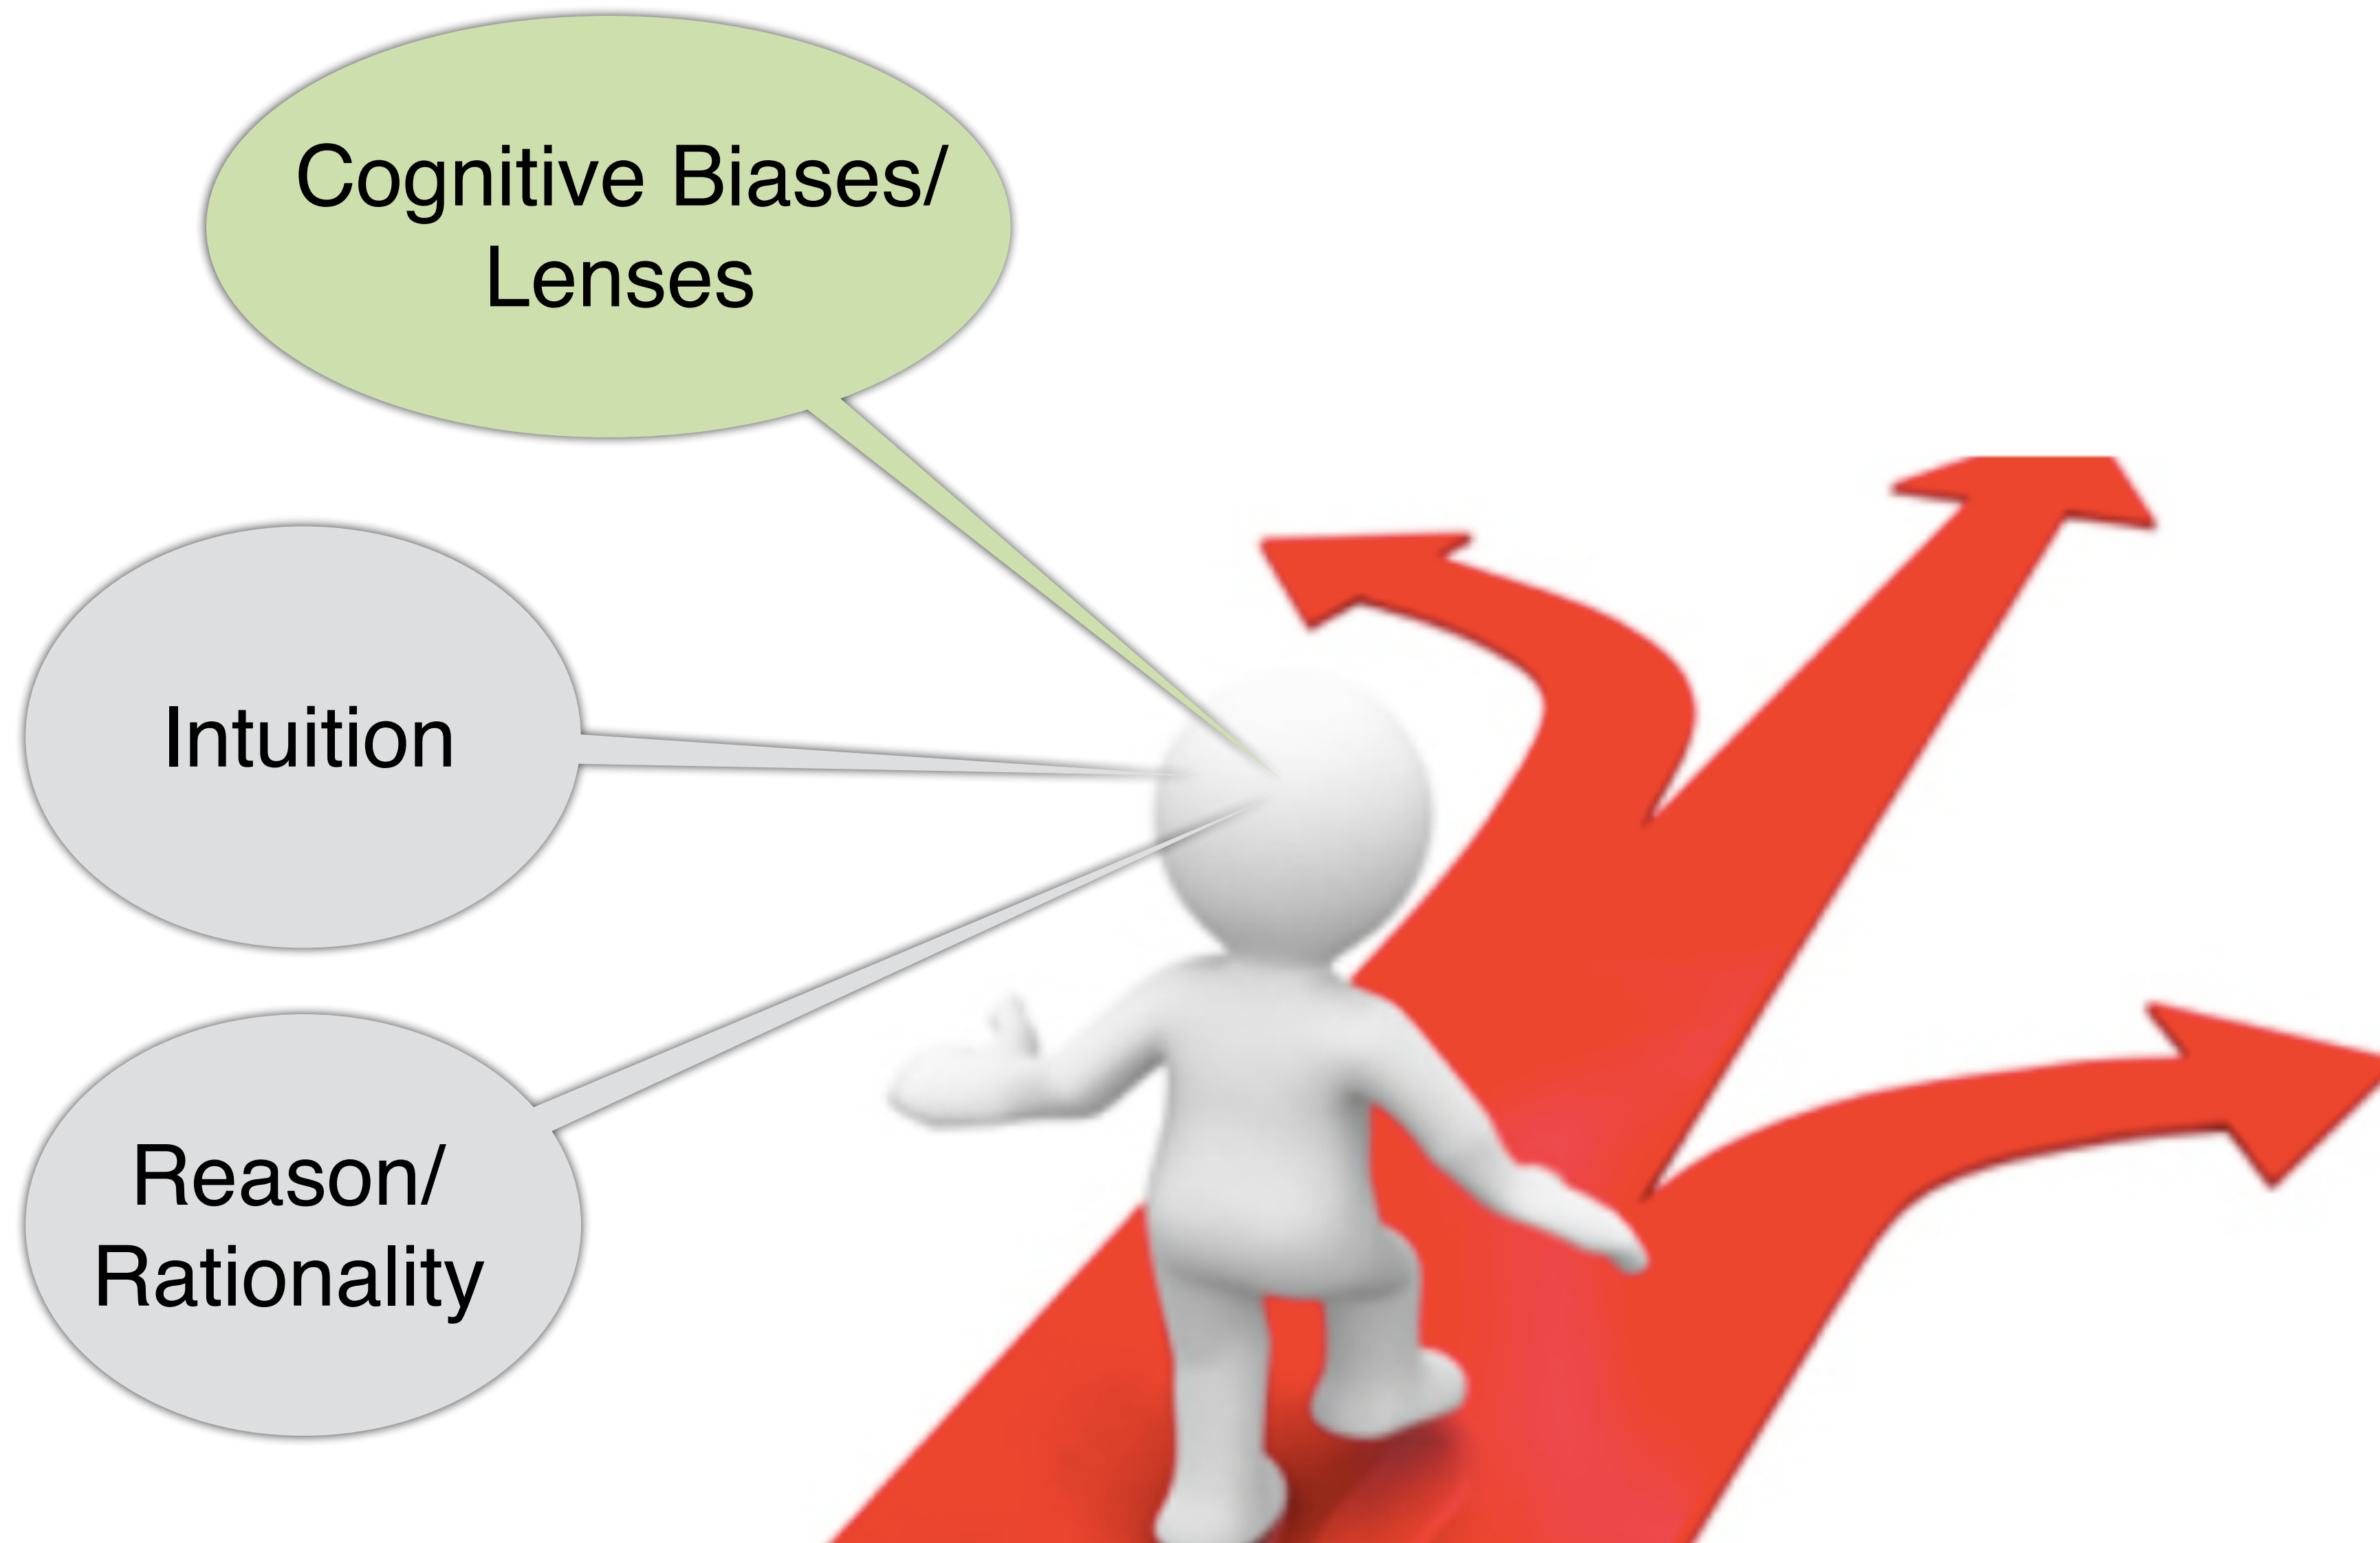 Cognitive Biases/
Lenses
Intuition
Reason/
Rationality